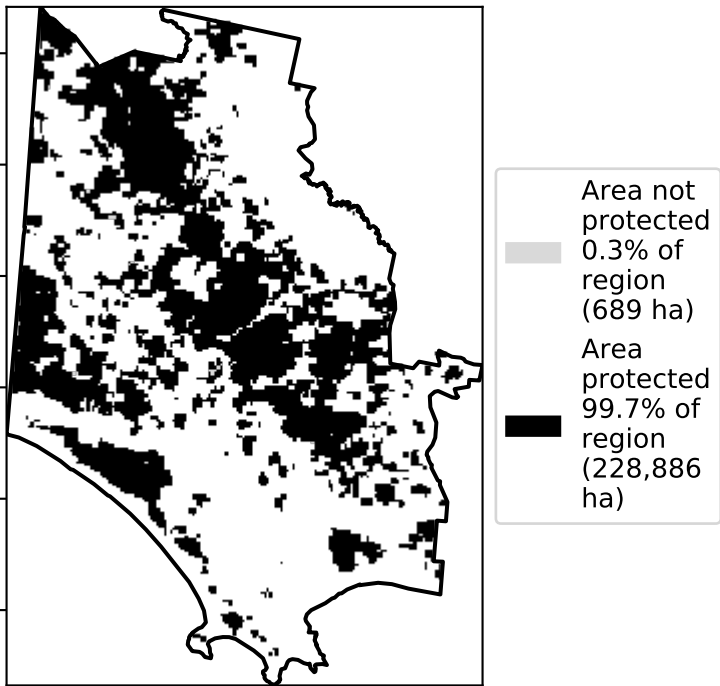 Area not
protected
0.3% of
region
(689 ha)
Area
protected
99.7% of
region
(228,886
ha)